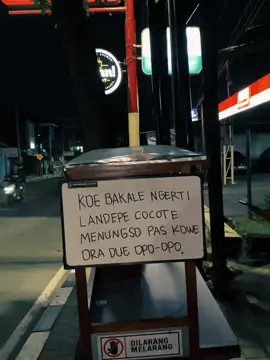 KOE BAKALE NGERTI
LANDEPE COCOTE
MENUNGSO PAS KOWE
ORA DUE OPO-OPO.
DILARANG
MELARANG